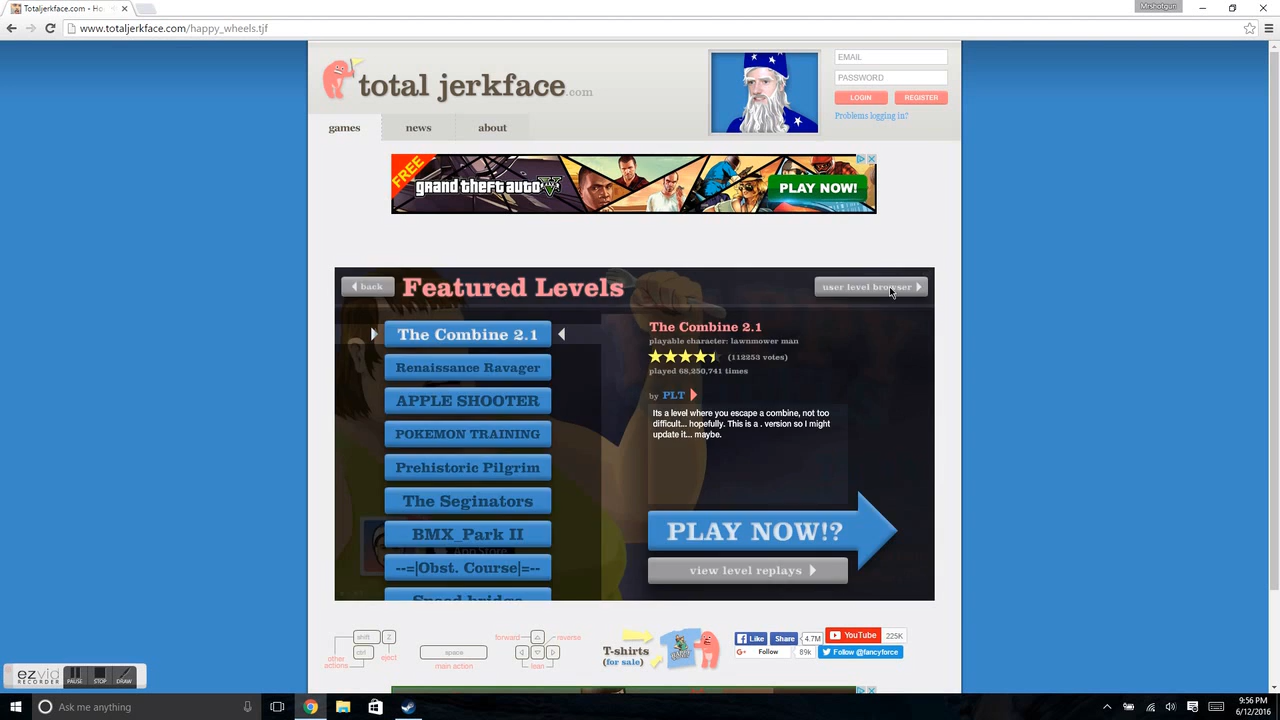 Totaljerkface.com - Ho
Mrshotgun
www.totaljerkface.com/happy_wheels.tjf
total jerkface.com
EMAIL
PASSWORD
LOGIN
REGISTER
Problems logging in?
games
news
about
FREE
grand theft auto V
PLAY NOW!
back
Featured Levels
user level browser
The Combine 2.1
Renaissance Ravager
APPLE SHOOTER
POKEMON TRAINING
Prehistoric Pilgrim
The Seginators
BMX_Park II
App Store
--=|Obst. Course|=--
Speed bridge
The Combine 2.1
playable character: lawnmower man
(112253 votes)
played 68,250,741 times
by PLT
Its a level where you escape a combine, not too
difficult... hopefully. This is a . version so I might
update it... maybe.
PLAY NOW!?
view level replays
shift
Z
ctrl
other
actions
eject
space
main action
forward
reverse
lean
T-shirts
(for sale)
Like
Share
4.7M
YouTube
225K
Follow
89k
Follow @fancyforce
ezvid
RECORDER
PAUSE
STOP
DRAW
Ask me anything
9:56 PM
6/12/2016